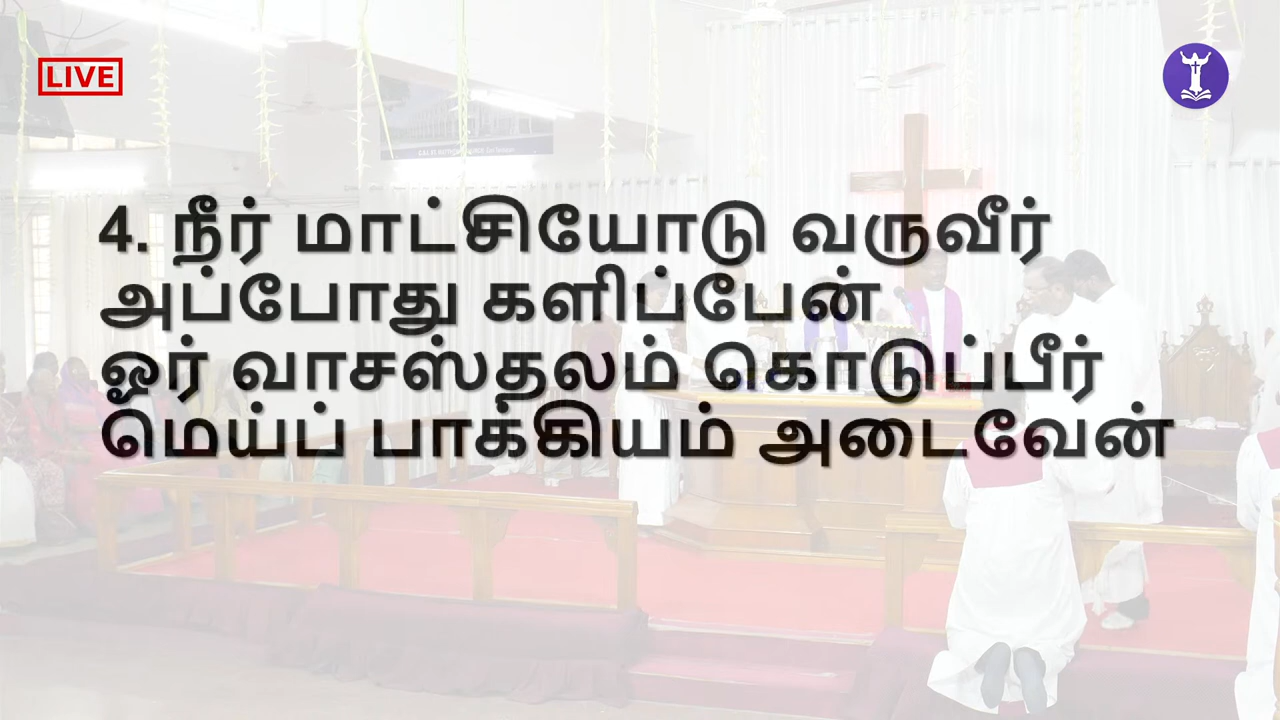 LIVE
4. நீர் மாட்சியோடு வருவீர்
அப்போது களிப்பேன்
ஓர் வாசஸ்தலம் கொடுப்பீர்
மெய்ப் பாக்கியம் அடைவேன்